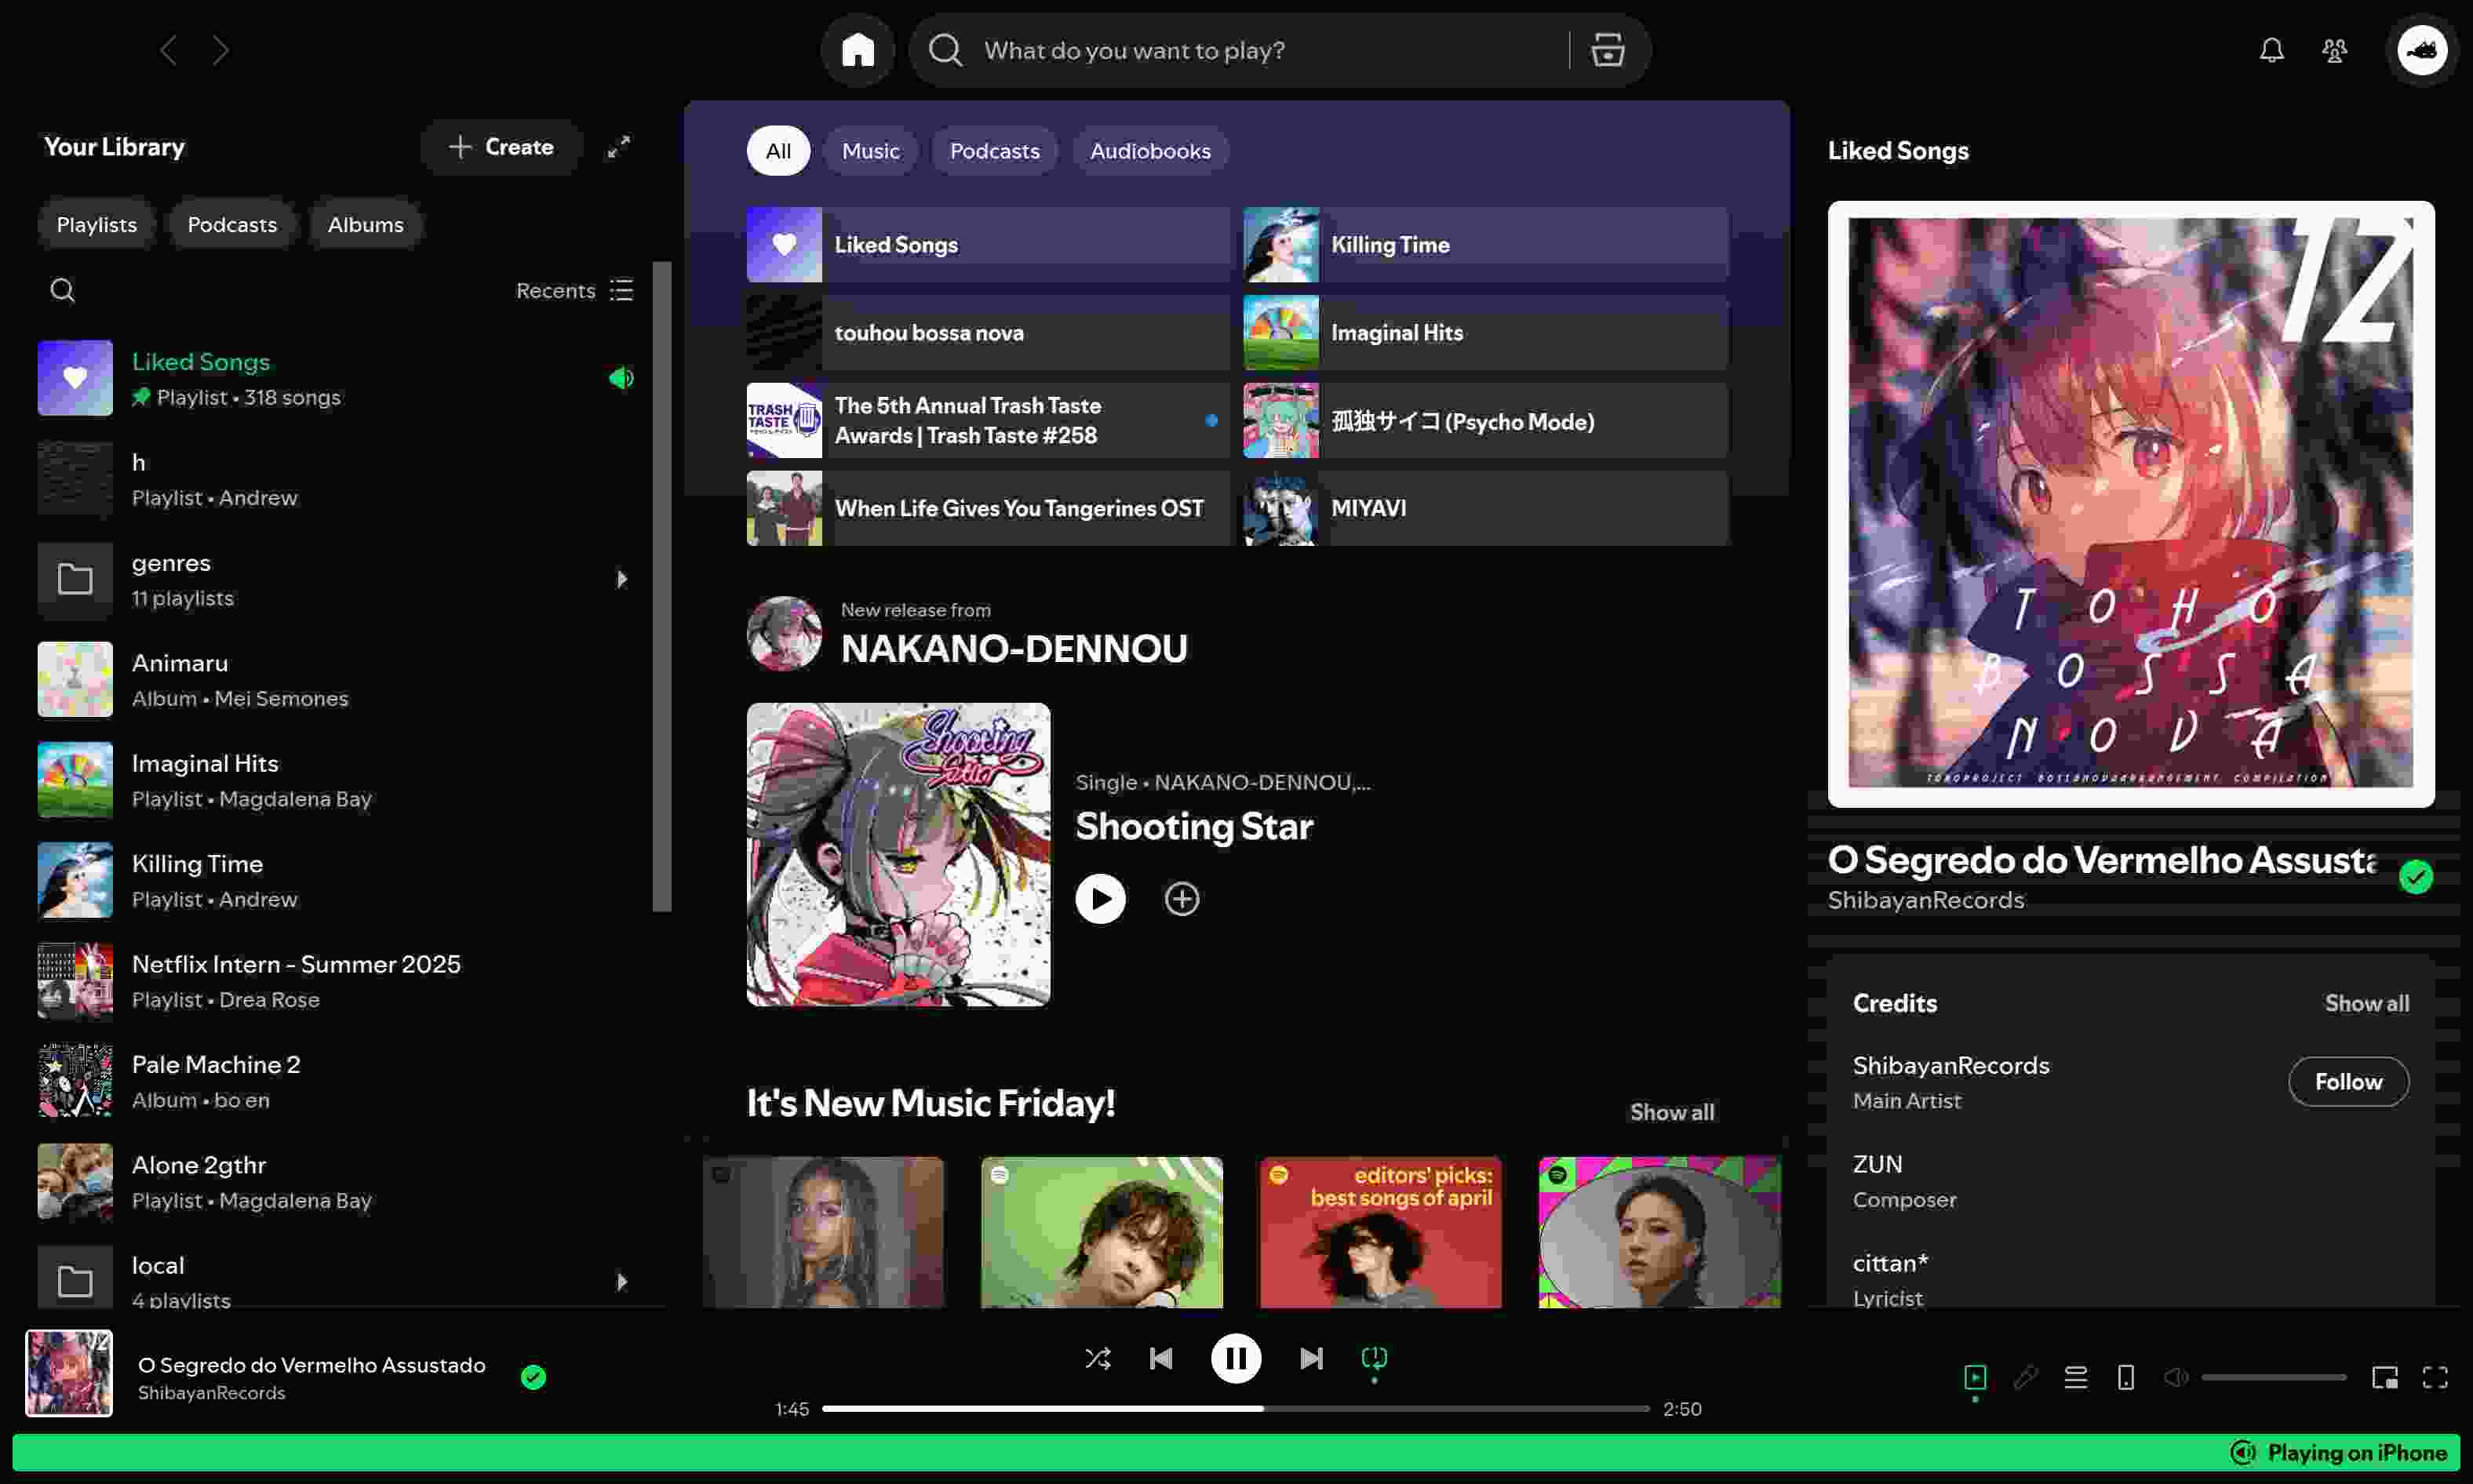 What do you want to play?
Your Library
Create
Playlists
Podcasts
Albums
Recents
Liked Songs
Playlist • 318 songs
h
Playlist • Andrew
genres
11 playlists
Animaru
Album • Mei Semones
Imaginal Hits
Playlist • Magdalena Bay
Killing Time
Playlist • Andrew
Netflix Intern - Summer 2025
Playlist • Drea Rose
Pale Machine 2
Album • bo en
Alone 2gthr
Playlist • Magdalena Bay
local
4 playlists
All
Music
Podcasts
Audiobooks
Liked Songs
Killing Time
touhou bossa nova
Imaginal Hits
TRASH
TASTE
The 5th Annual Trash Taste
Awards | Trash Taste #258
孤独サイコ (Psycho Mode)
When Life Gives You Tangerines OST
MIYAVI
New release from
NAKANO-DENNOU
Shooting
Star
Single • NAKANO-DENNOU,...
Shooting Star
It's New Music Friday!
Show all
editors' picks:
best songs of april
Liked Songs
12
TOHO
BOSSA
NOVA
TOHOPROJECT BOSSANOVA ARRANGEMENT COMPILATION
O Segredo do Vermelho Assusta
ShibayanRecords
Credits
Show all
ShibayanRecords
Main Artist
Follow
ZUN
Composer
cittan*
Lyricist
12
O Segredo do Vermelho Assustado
ShibayanRecords
1:45
2:50
Playing on iPhone